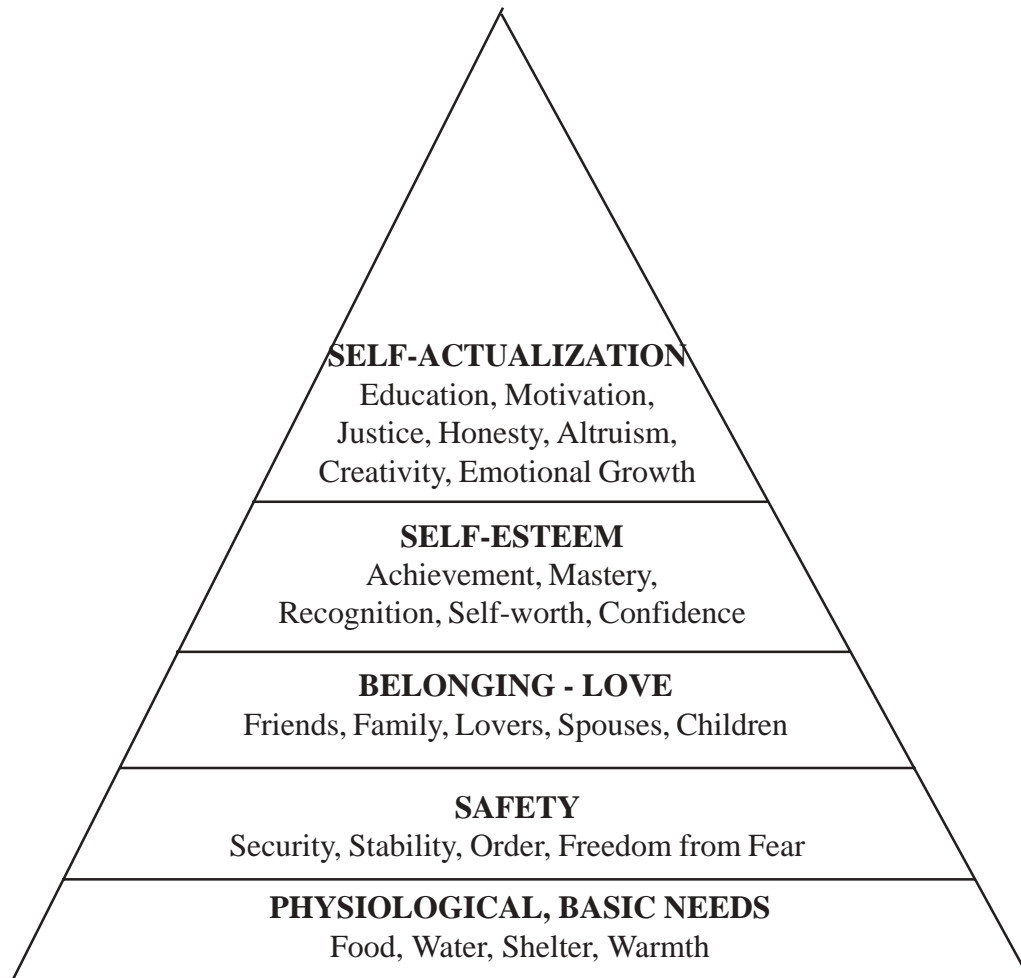 SELF-ACTUALIZATION
Education, Motivation,
Justice, Honesty, Altruism,
Creativity, Emotional Growth
SELF-ESTEEM
Achievement, Mastery,
Recognition, Self-worth, Confidence
BELONGING - LOVE
Friends, Family, Lovers, Spouses, Children
SAFETY
Security, Stability, Order, Freedom from Fear
PHYSIOLOGICAL, BASIC NEEDS
Food, Water, Shelter, Warmth